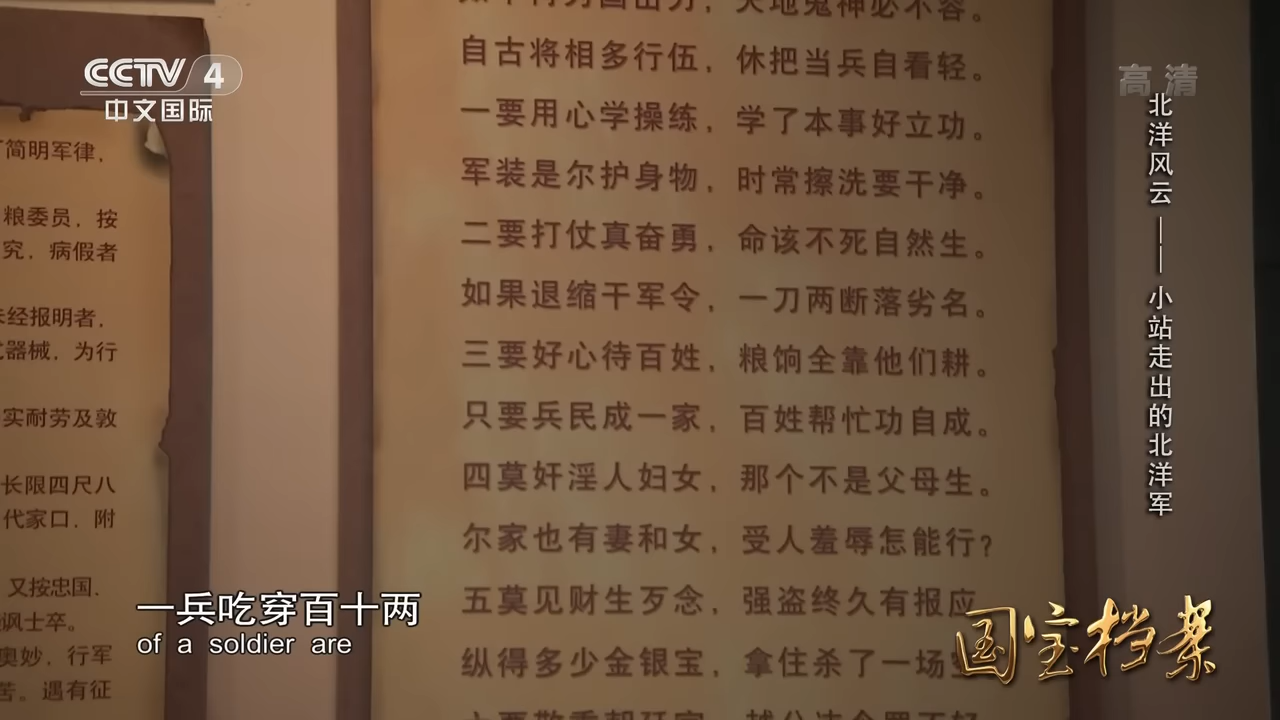 CCTV 4
中文国际
高清
北洋风云——小站走出的北洋军
简明军律，
粮委员，按
究，病假者
经报明者，
器械，为行
实耐劳及敦
长限四尺八
代家口，附
又按忠国，
讽士卒。
奥妙，行军
苦。遇有征
天地鬼神必不容。
自古将相多行伍，休把当兵自看轻。
一要用心学操练，学了本事好立功。
军装是尔护身物，时常擦洗要干净。
二要打仗真奋勇，命该不死自然生。
如果退缩干军令，一刀两断落劣名。
三要好心待百姓，粮饷全靠他们耕。
只要兵民成一家，百姓帮忙功自成。
四莫奸淫人妇女，那个不是父母生。
尔家也有妻和女，受人羞辱怎能行？
五莫见财生歹念，强盗终久有报应
纵得多少金银宝，拿住杀了一场
一兵吃穿百十两
of a soldier are
国宝档案